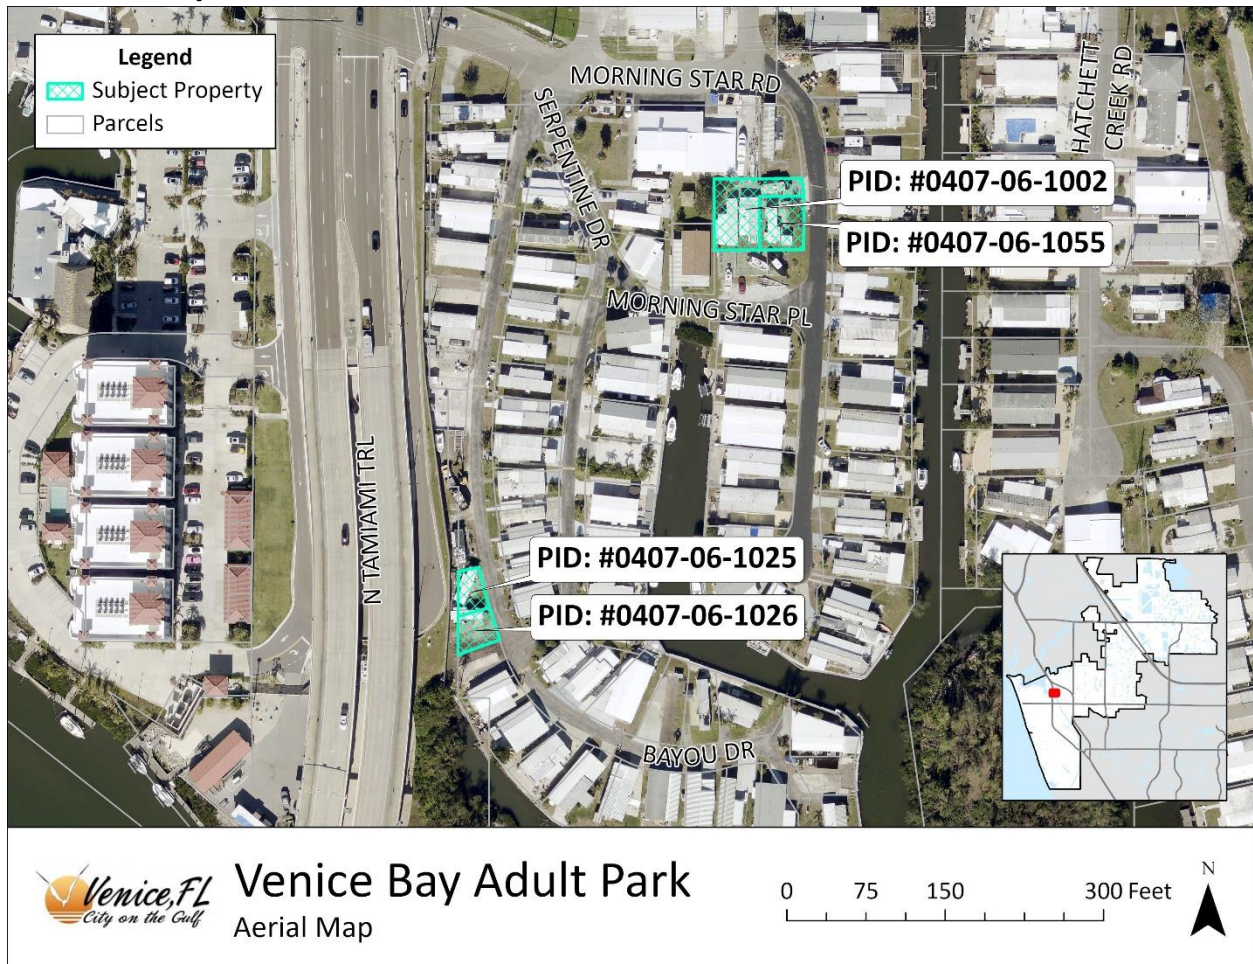 Legend
Subject Property
Parcels
MORNING STAR RD
SERPENTINE DR
HATCHETT
CREEK RD
PID: #0407-06-1002
PID: #0407-06-1055
MORNING STAR PL
N TAMIAMI TRL
PID: #0407-06-1025
PID: #0407-06-1026
BAYOU DR
Venice, FL
City on the Gulf
Venice Bay Adult Park
Aerial Map
0 75 150 300 Feet
N